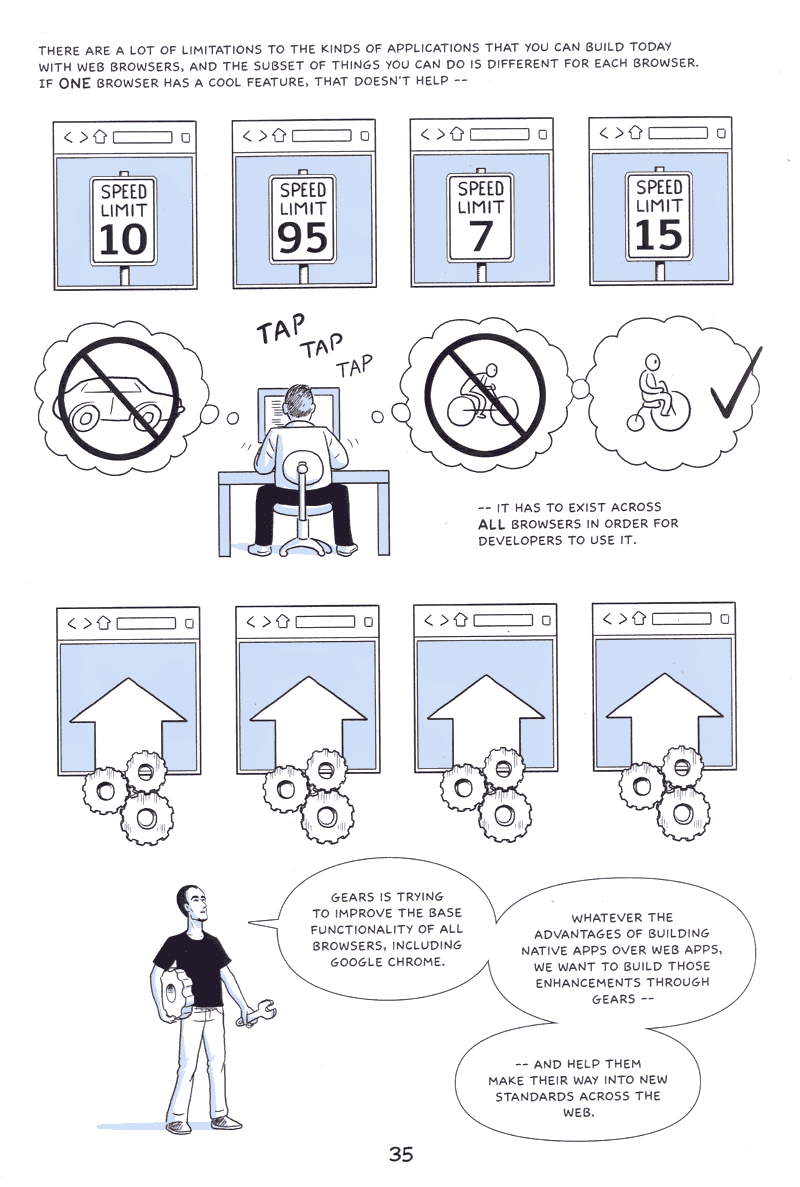 THERE ARE A LOT OF LIMITATIONS TO THE KINDS OF APPLICATIONS THAT YOU CAN BUILD TODAY
WITH WEB BROWSERS, AND THE SUBSET OF THINGS YOU CAN DO IS DIFFERENT FOR EACH BROWSER.
IF ONE BROWSER HAS A COOL FEATURE, THAT DOESN'T HELP --
SPEED
LIMIT
10
SPEED
LIMIT
95
SPEED
LIMIT
7
SPEED
LIMIT
15
TAP
TAP
TAP
-- IT HAS TO EXIST ACROSS
ALL BROWSERS IN ORDER FOR
DEVELOPERS TO USE IT.
GEARS IS TRYING
TO IMPROVE THE BASE
FUNCTIONALITY OF ALL
BROWSERS, INCLUDING
GOOGLE CHROME.
WHATEVER THE
ADVANTAGES OF BUILDING
NATIVE APPS OVER WEB APPS,
WE WANT TO BUILD THOSE
ENHANCEMENTS THROUGH
GEARS --
-- AND HELP THEM
MAKE THEIR WAY INTO NEW
STANDARDS ACROSS THE
WEB.
35